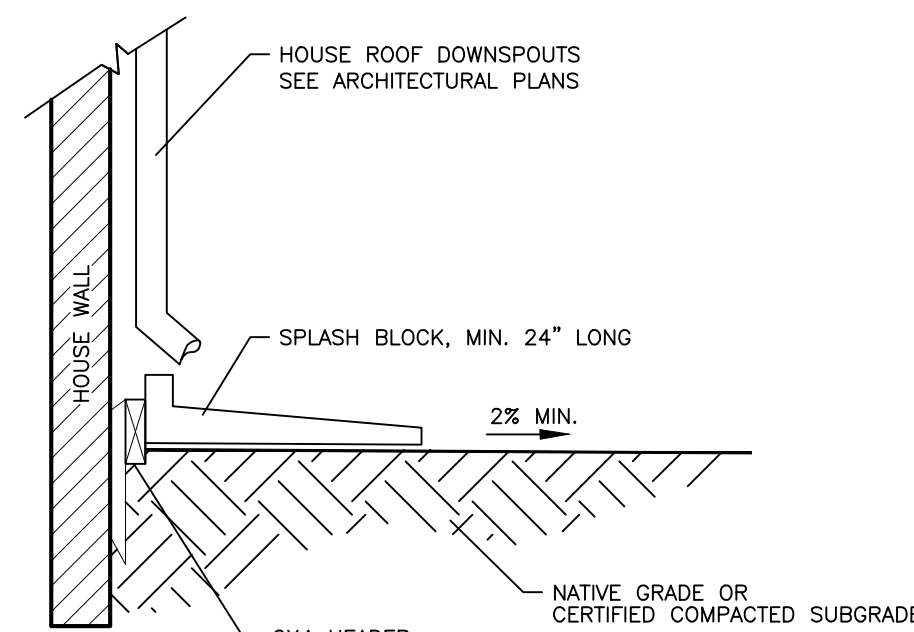 HOUSE ROOF DOWNSPOUTS
SEE ARCHITECTURAL PLANS
HOUSE WALL
SPLASH BLOCK, MIN. 24" LONG
2% MIN.
NATIVE GRADE OR
CERTIFIED COMPACTED SUBGRADE
HEADER